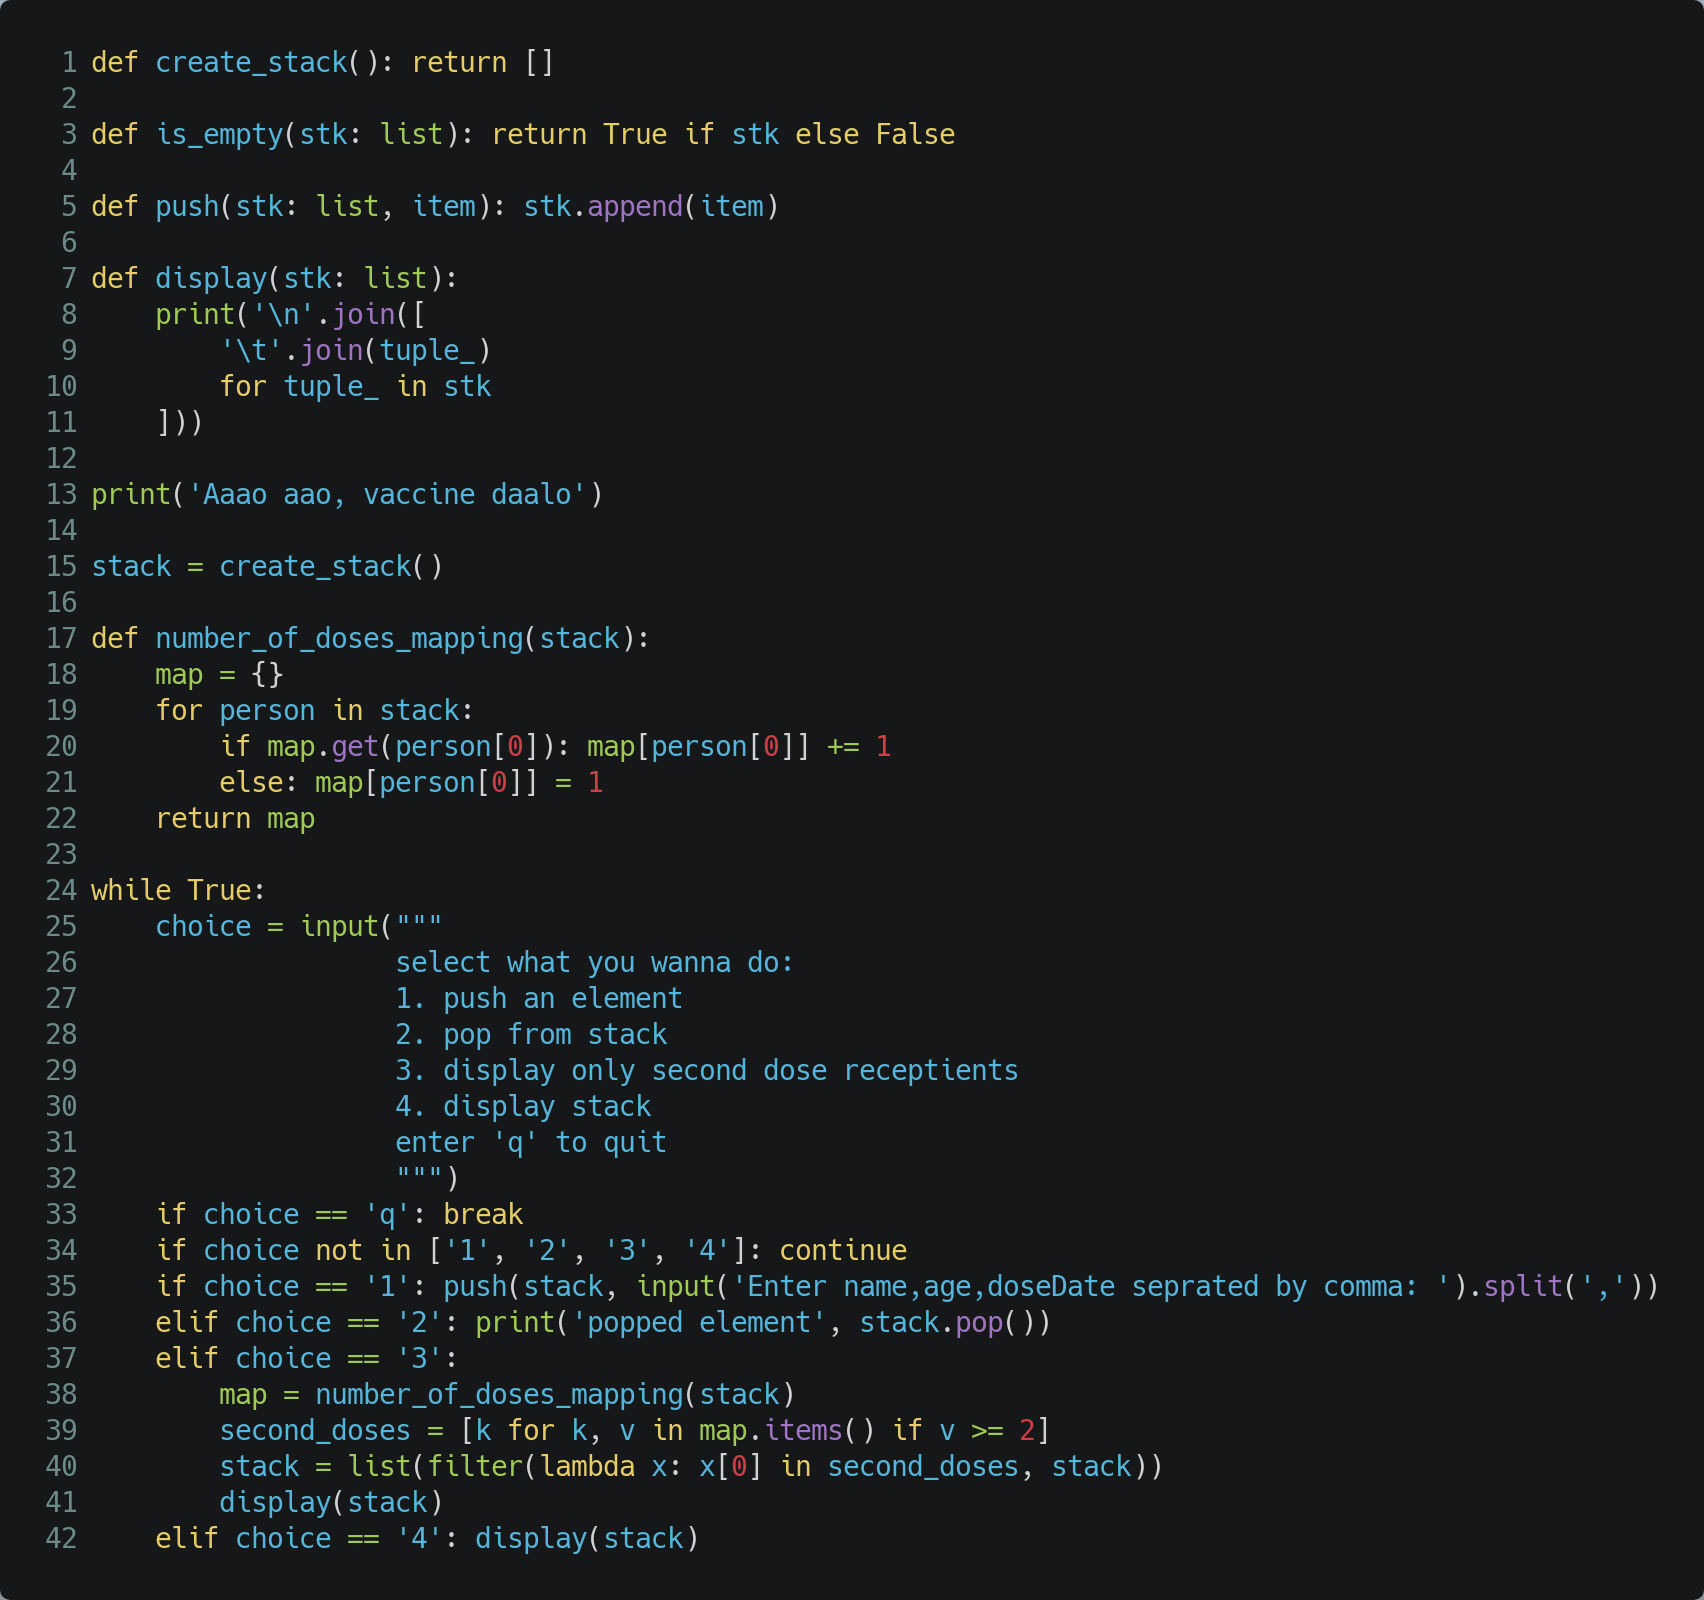 1 def create_stack(): return []
2
3 def is_empty(stk: list): return True if stk else False
4
5 def push(stk: list, item): stk.append(item)
6
7 def display(stk: list):
8     print('\n'.join([
9         '\t'.join(tuple_)
10         for tuple_ in stk
11     ]))
12
13 print('Aaao aao, vaccine daalo')
14
15 stack = create_stack()
16
17 def number_of_doses_mapping(stack):
18     map = {}
19     for person in stack:
20         if map.get(person[0]): map[person[0]] += 1
21         else: map[person[0]] = 1
22     return map
23
24 while True:
25     choice = input("""
26                    select what you wanna do:
27                    1. push an element
28                    2. pop from stack
29                    3. display only second dose receptients
30                    4. display stack
31                    enter 'q' to quit
32                    """)
33     if choice == 'q': break
34     if choice not in ['1', '2', '3', '4']: continue
35     if choice == '1': push(stack, input('Enter name,age,doseDate seprated by comma: ').split(','))
36     elif choice == '2': print('popped element', stack.pop())
37     elif choice == '3':
38         map = number_of_doses_mapping(stack)
39         second_doses = [k for k, v in map.items() if v >= 2]
40         stack = list(filter(lambda x: x[0] in second_doses, stack))
41         display(stack)
42     elif choice == '4': display(stack)